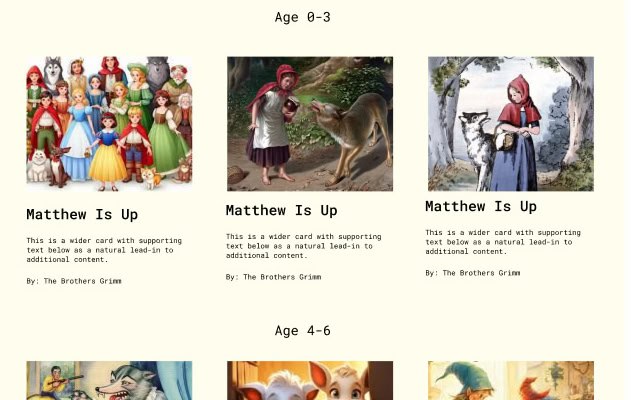 Age 0-3
Matthew Is Up
This is a wider card with supporting
text below as a natural lead-in to
additional content.
By: The Brothers Grimm
Matthew Is Up
This is a wider card with supporting
text below as a natural lead-in to
additional content.
By: The Brothers Grimm
Matthew Is Up
This is a wider card with supporting
text below as a natural lead-in to
additional content.
By: The Brothers Grimm
Age 4-6